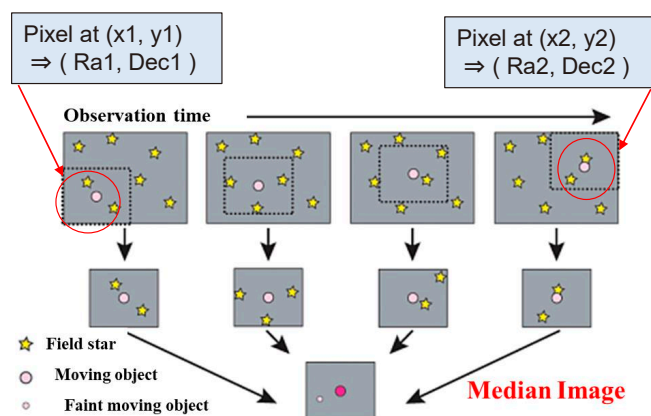 Pixel at (x1, y1)
⇒ ( Ra1, Dec1 )
Pixel at (x2, y2)
⇒ ( Ra2, Dec2 )
Observation time
Field star
Moving object
Faint moving object
Median Image